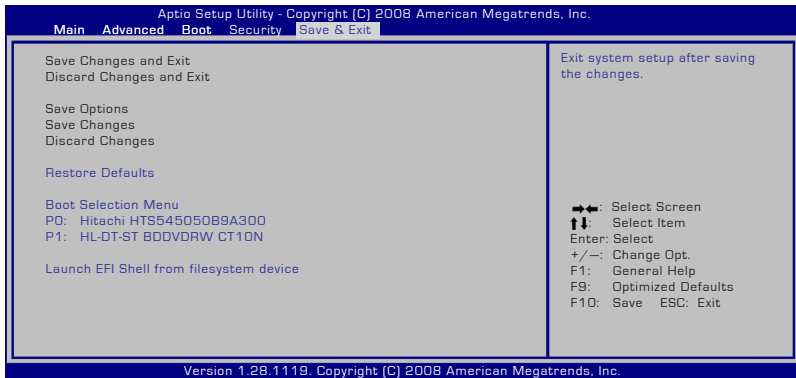 Aptio Setup Utility - Copyright (C) 2008 American Megatrends, Inc.
Main Advanced Boot Security Save & Exit
Save Changes and Exit
Discard Changes and Exit
Save Options
Save Changes
Discard Changes
Restore Defaults
Boot Selection Menu
P0: Hitachi HTS545050B9A300
P1: HL-DT-ST BDDVDRW CT10N
Launch EFI Shell from filesystem device
Exit system setup after saving
the changes.
→←: Select Screen
↑↓: Select Item
Enter: Select
+/—: Change Opt.
F1: General Help
F9: Optimized Defaults
F10: Save ESC: Exit
Version 1.28.1119. Copyright (C) 2008 American Megatrends, Inc.